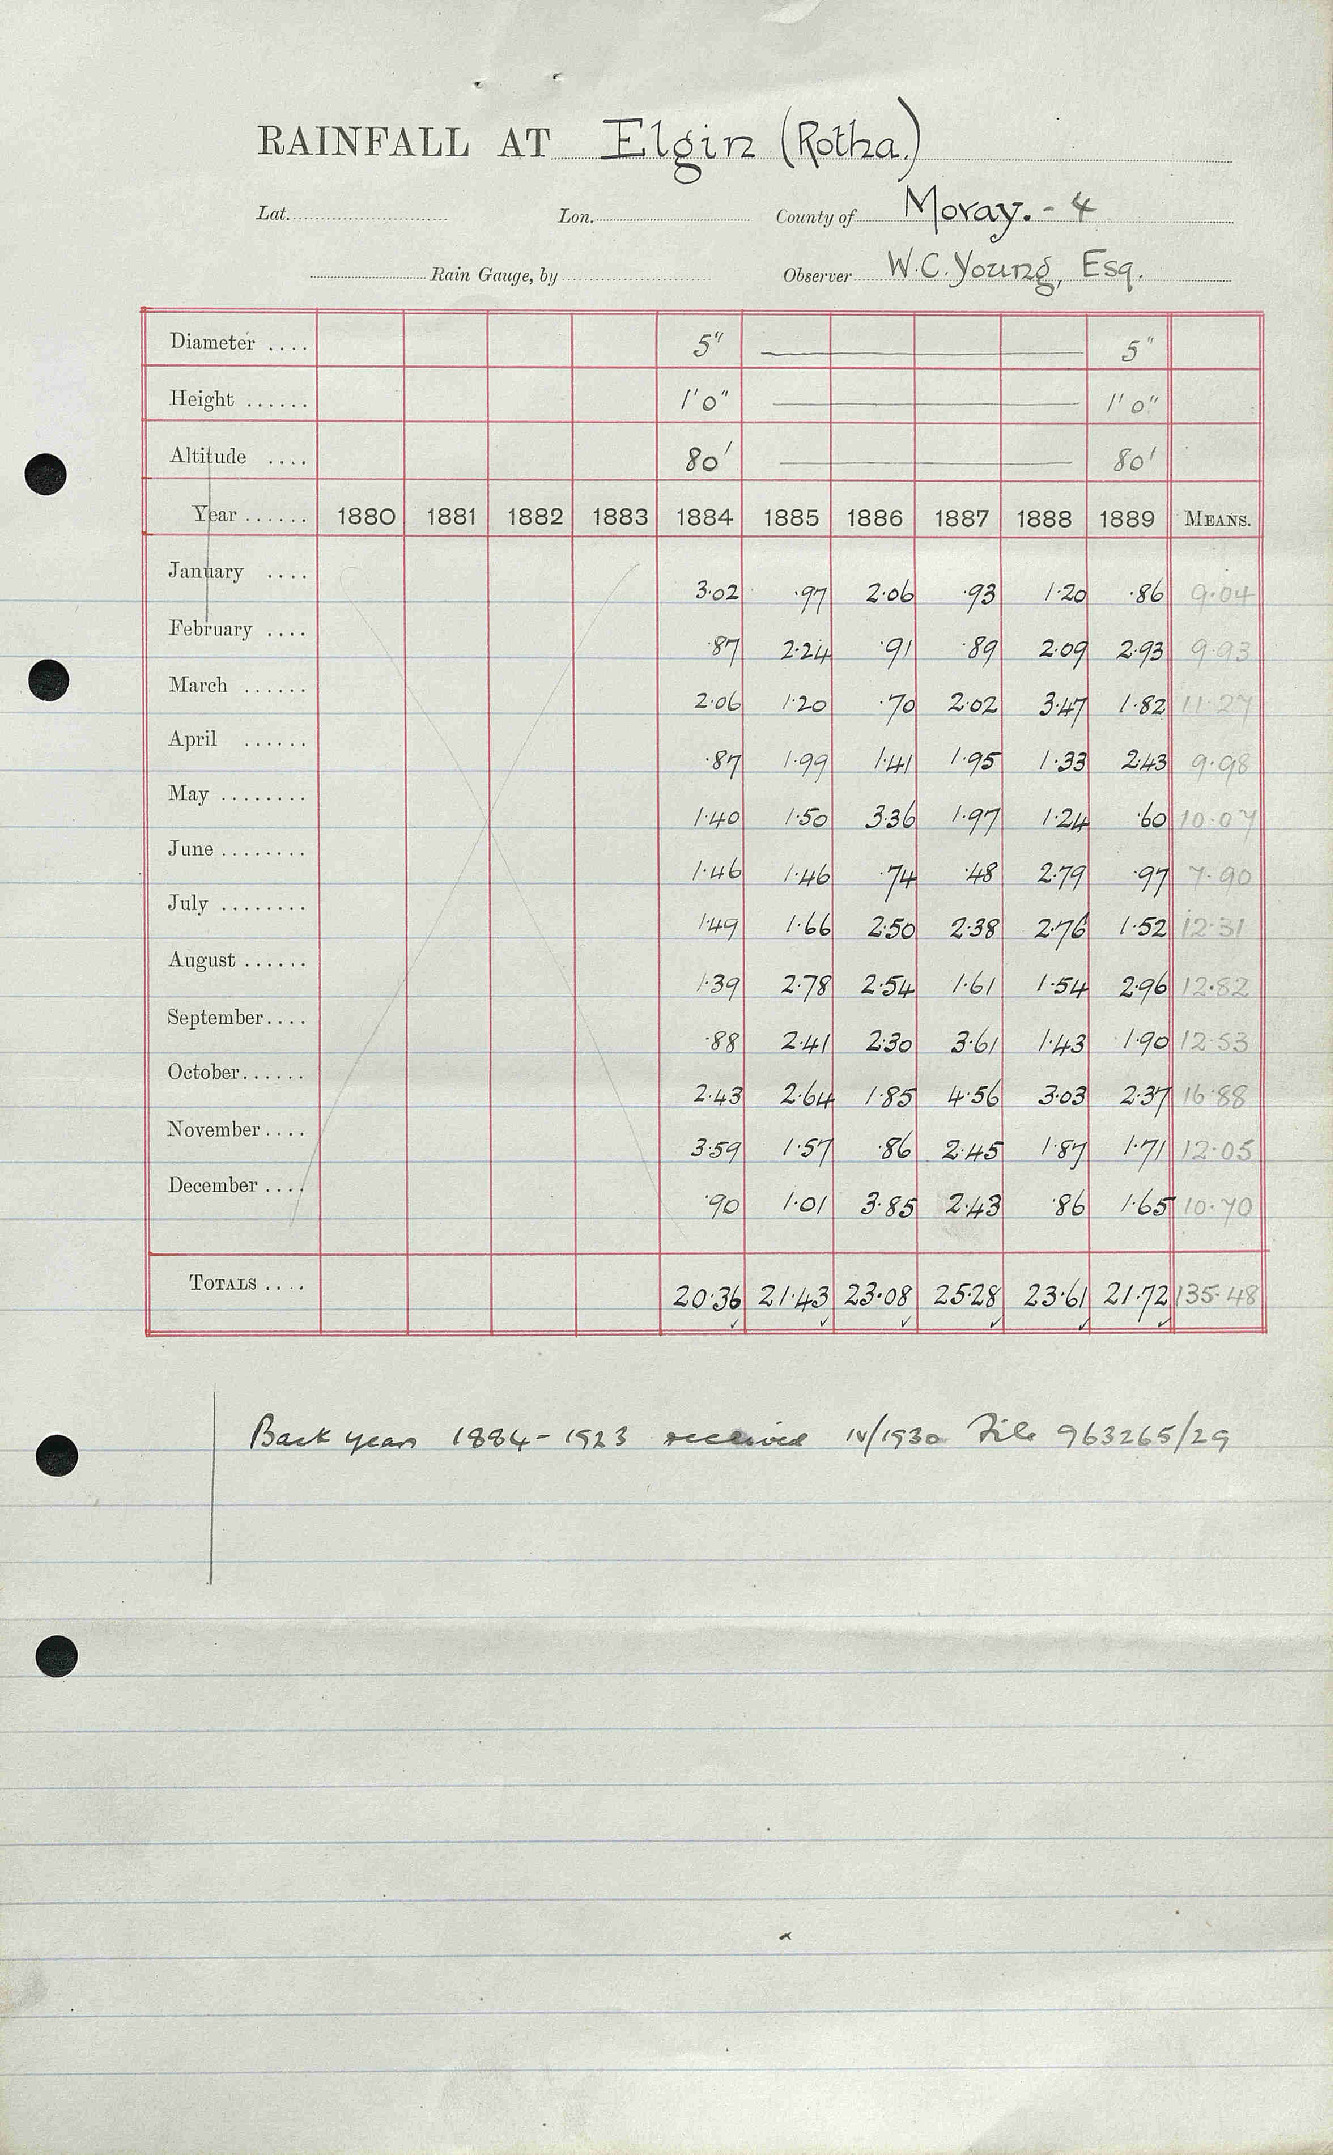 RAINFALL AT Elgin (Rotha.)
Lat. Lon. County of Moray. - 4
Rain Gauge, by Observer W.C. Young, Esq.
Diameter .... 5" 5"
Height ...... 1'0" 1'0"
Altitude .... 80' 80'
Year ...... 1880 1881 1882 1883 1884 1885 1886 1887 1888 1889 MEANS.
January .... 3.02 .97 2.06 .93 1.20 .86 9.04
February .... .87 2.24 .91 .89 2.09 2.93 9.93
March ...... 2.06 1.20 .70 2.02 3.47 1.82 11.27
April ...... .87 1.99 1.41 1.95 1.33 2.43 9.98
May ........ 1.40 1.50 3.36 1.97 1.24 .60 10.07
June ........ 1.46 1.46 .74 .48 2.79 .97 7.90
July ........ 1.49 1.66 2.50 2.38 2.76 1.52 12.31
August ...... 1.39 2.78 2.54 1.61 1.54 2.96 12.82
September.... .88 2.41 2.30 3.61 1.43 1.90 12.53
October...... 2.43 2.64 1.85 4.56 3.03 2.37 16.88
November.... 3.59 1.57 .86 2.45 1.87 1.71 12.05
December .... .90 1.01 3.85 2.43 .86 1.65 10.70
TOTALS .... 20.36 21.43 23.08 25.28 23.61 21.72 135.48
Back years 1884-1923 received IV/1930 File 963265/29